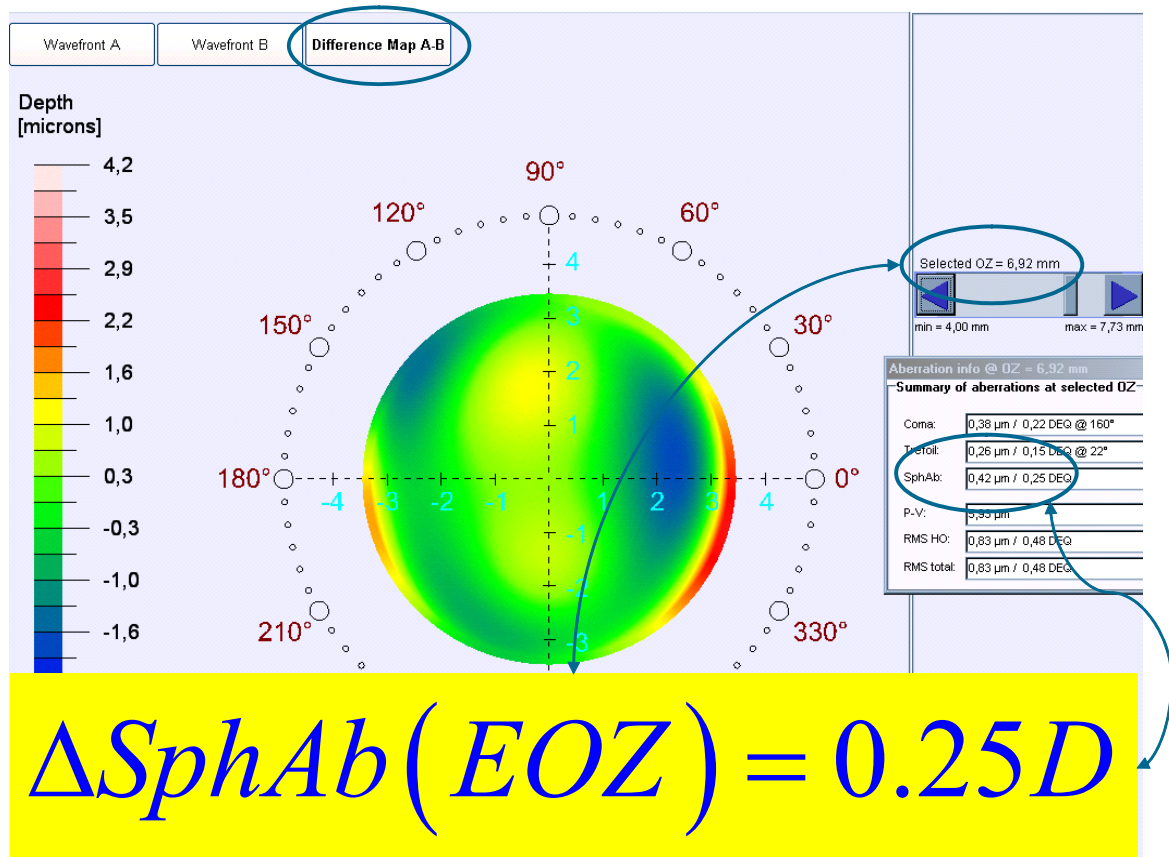 Wavefront A
Wavefront B
Difference Map A-B
Depth
[microns]
4,2
3,5
2,9
2,2
1,6
1,0
0,3
-0,3
-1,0
-1,6
90°
120°
60°
150°
30°
180°
0°
210°
330°
4
3
2
1
-1
-2
-3
-4
-3
-2
1
2
3
4
Selected OZ = 6,92 mm
min = 4,00 mm
max = 7,73 mm
Aberration info @ OZ = 6,92 mm
Summary of aberrations at selected OZ
Coma: 0,38 µm / 0,22 DEQ @ 160°
Trefoil: 0,26 µm / 0,15 DEQ @ 22°
SphAb: 0,42 µm / 0,25 DEQ
P-V: 5,93 µm
RMS HO: 0,83 µm / 0,48 DEQ
RMS total: 0,83 µm / 0,48 DEQ
ΔSphAb(EOZ) = 0.25D